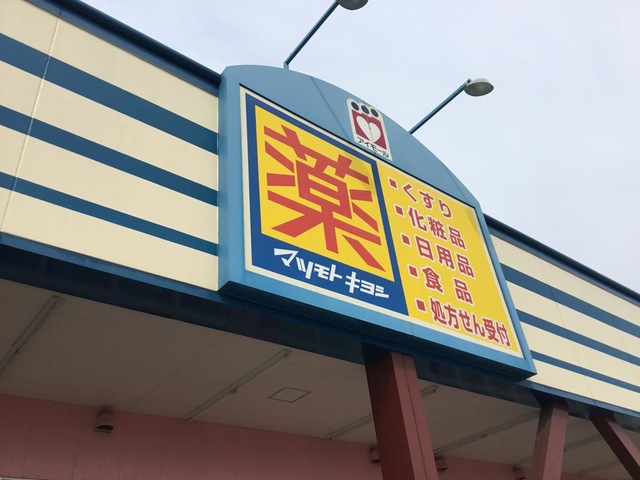 アイモール
薬
マツモトキヨシ
▪くすり
▪化粧品
▪日用品
▪食品
▪処方せん受付